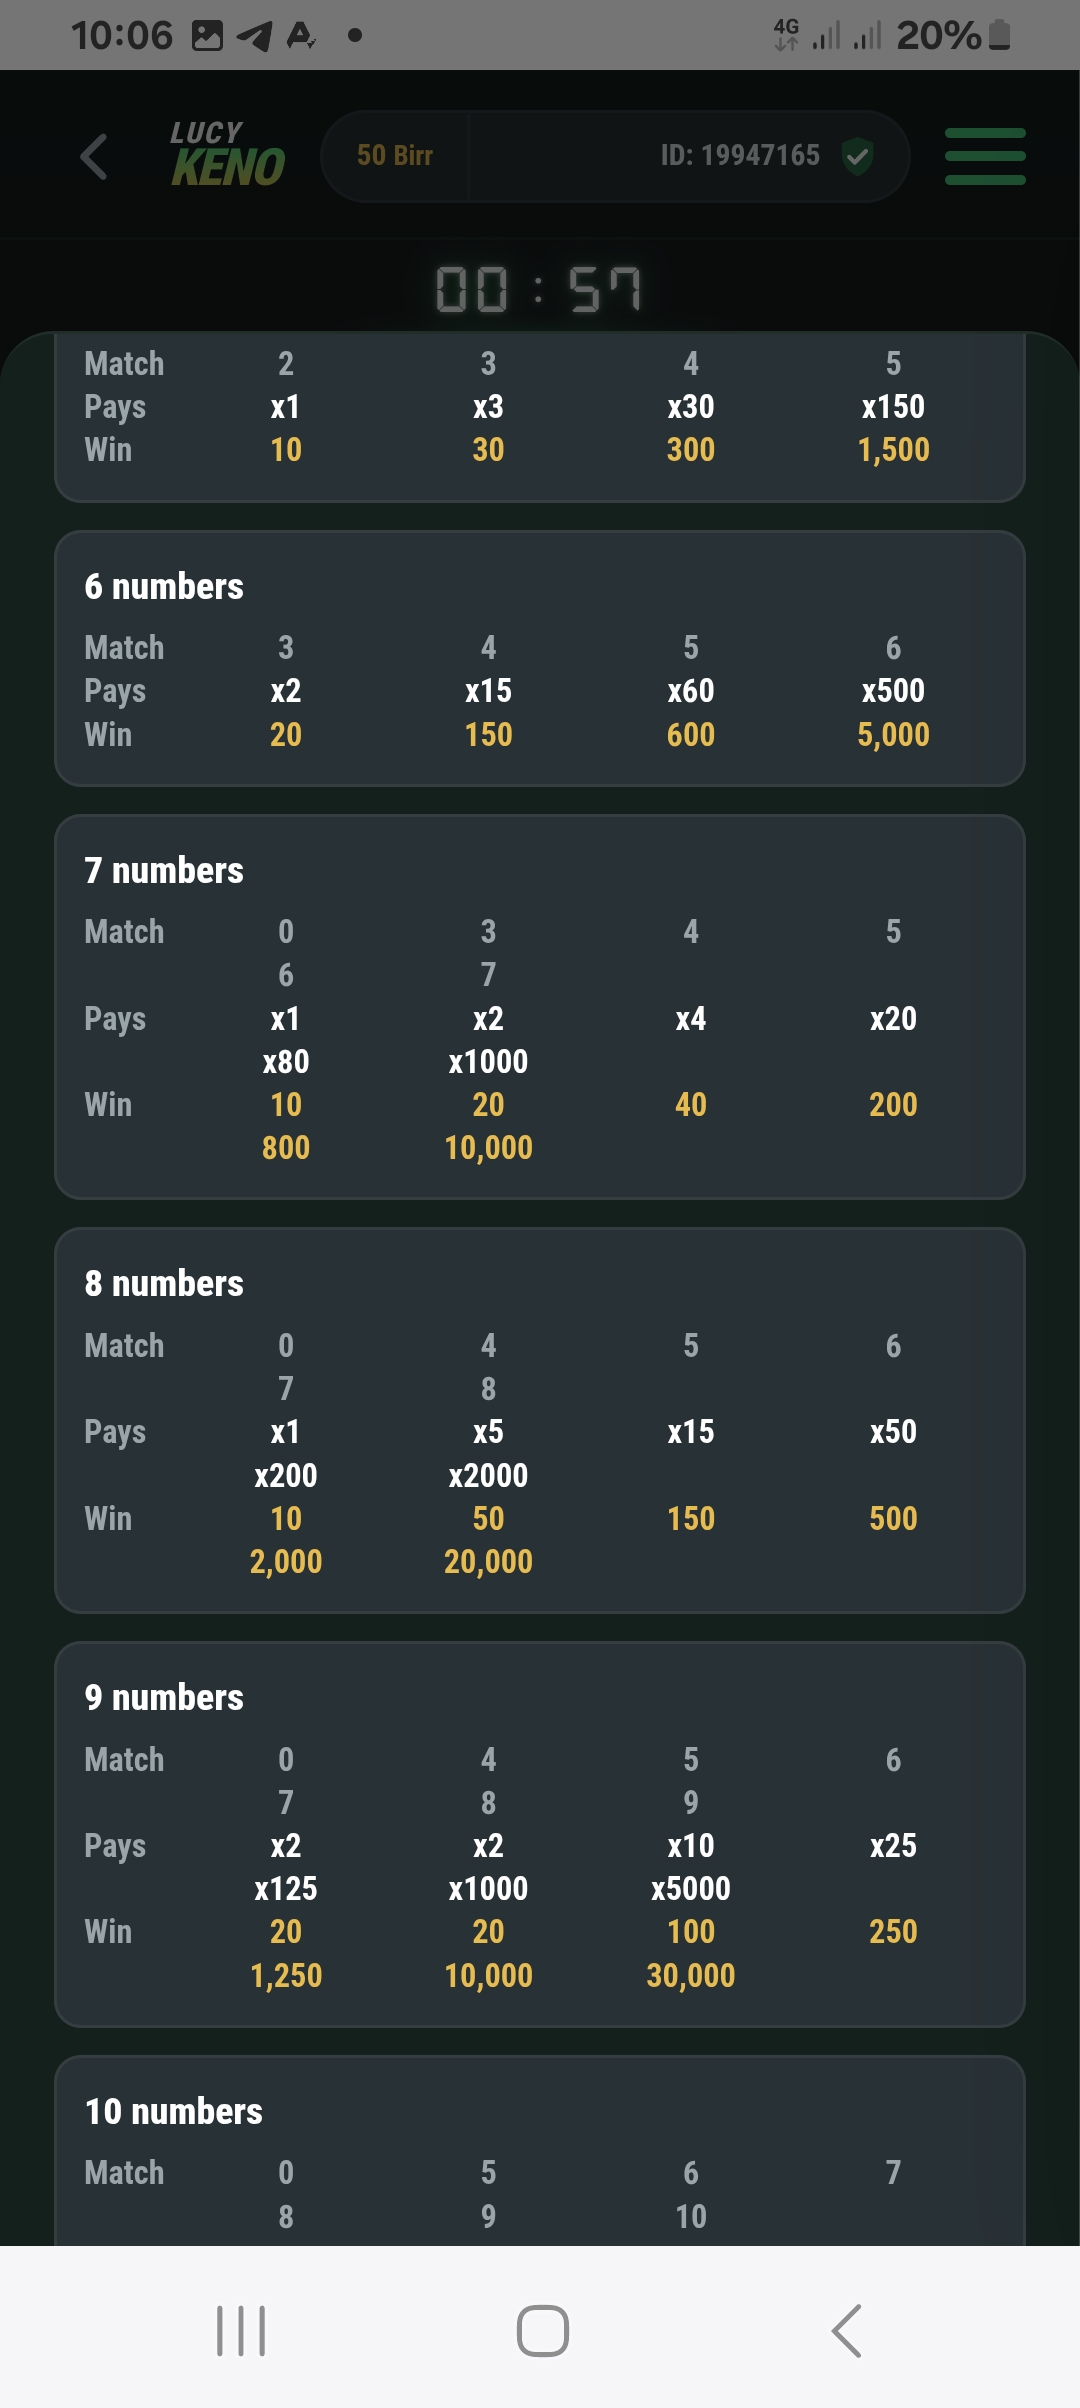 10:06 4G 20%
LUCY
KENO
50 Birr ID: 19947165
00 : 57
Match 2 3 4 5
Pays x1 x3 x30 x150
Win 10 30 300 1,500
6 numbers
Match 3 4 5 6
Pays x2 x15 x60 x500
Win 20 150 600 5,000
7 numbers
Match 0 3 4 5
6 7
Pays x1 x2 x4 x20
x80 x1000
Win 10 20 40 200
800 10,000
8 numbers
Match 0 4 5 6
7 8
Pays x1 x5 x15 x50
x200 x2000
Win 10 50 150 500
2,000 20,000
9 numbers
Match 0 4 5 6
7 8 9
Pays x2 x2 x10 x25
x125 x1000 x5000
Win 20 20 100 250
1,250 10,000 30,000
10 numbers
Match 0 5 6 7
8 9 10